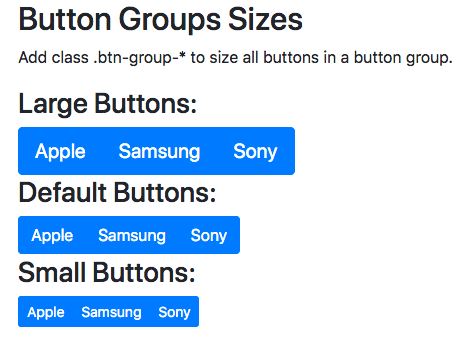 Button Groups Sizes
Add class .btn-group-* to size all buttons in a button group.
Large Buttons:
Apple Samsung Sony
Default Buttons:
Apple Samsung Sony
Small Buttons:
Apple Samsung Sony